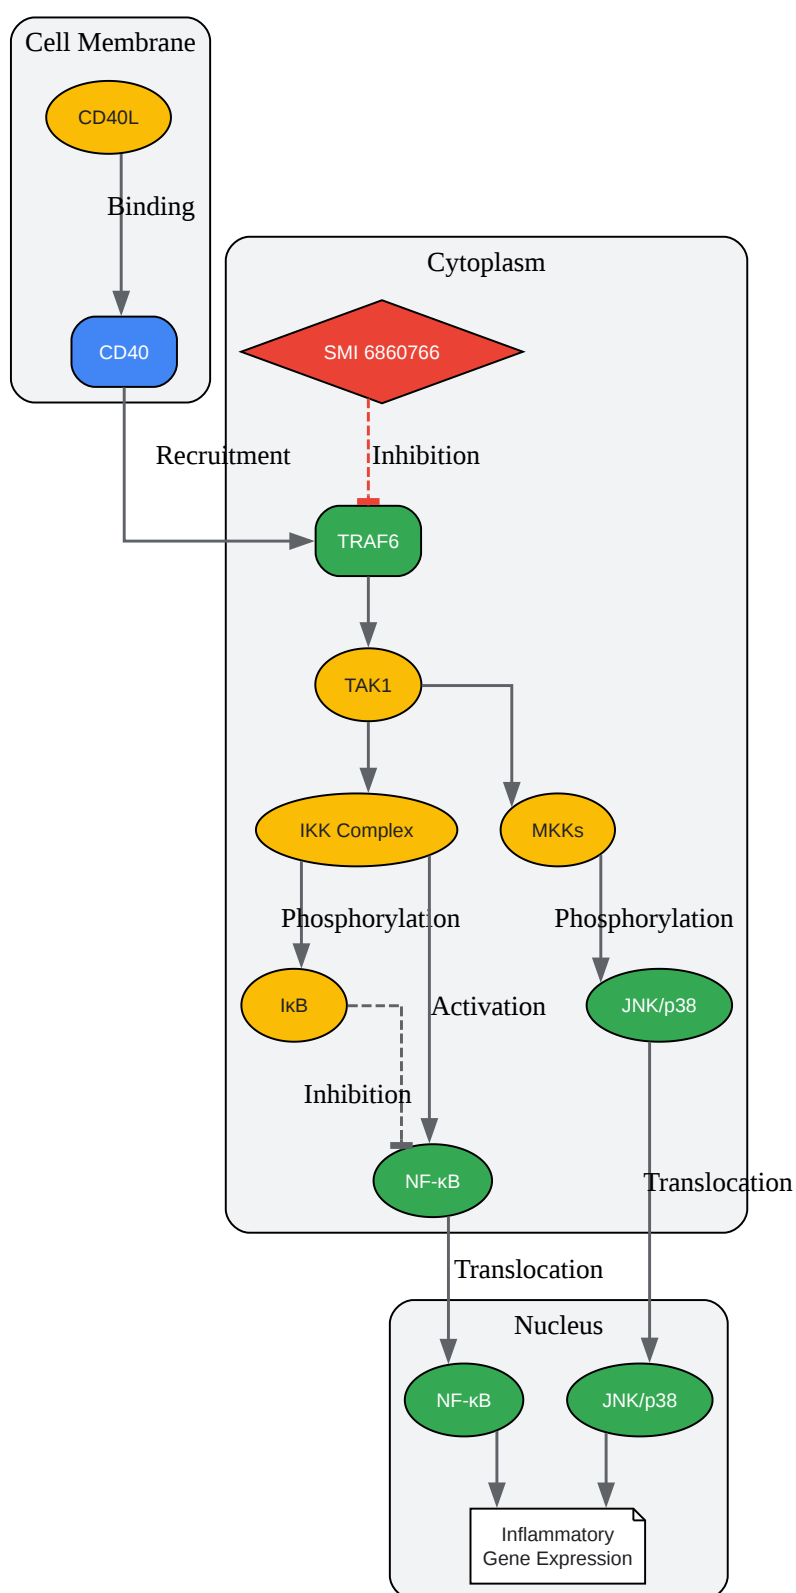 Cell Membrane
CD40L
Binding
Cytoplasm
CD40
SMI 6860766
Recruitment
Inhibition
TRAF6
TAK1
IKK Complex
MKKs
Phosphorylation
Phosphorylation
IκB
Activation
JNK/p38
Inhibition
NF-κB
Translocation
Translocation
Nucleus
NF-κB
JNK/p38
Inflammatory
Gene Expression